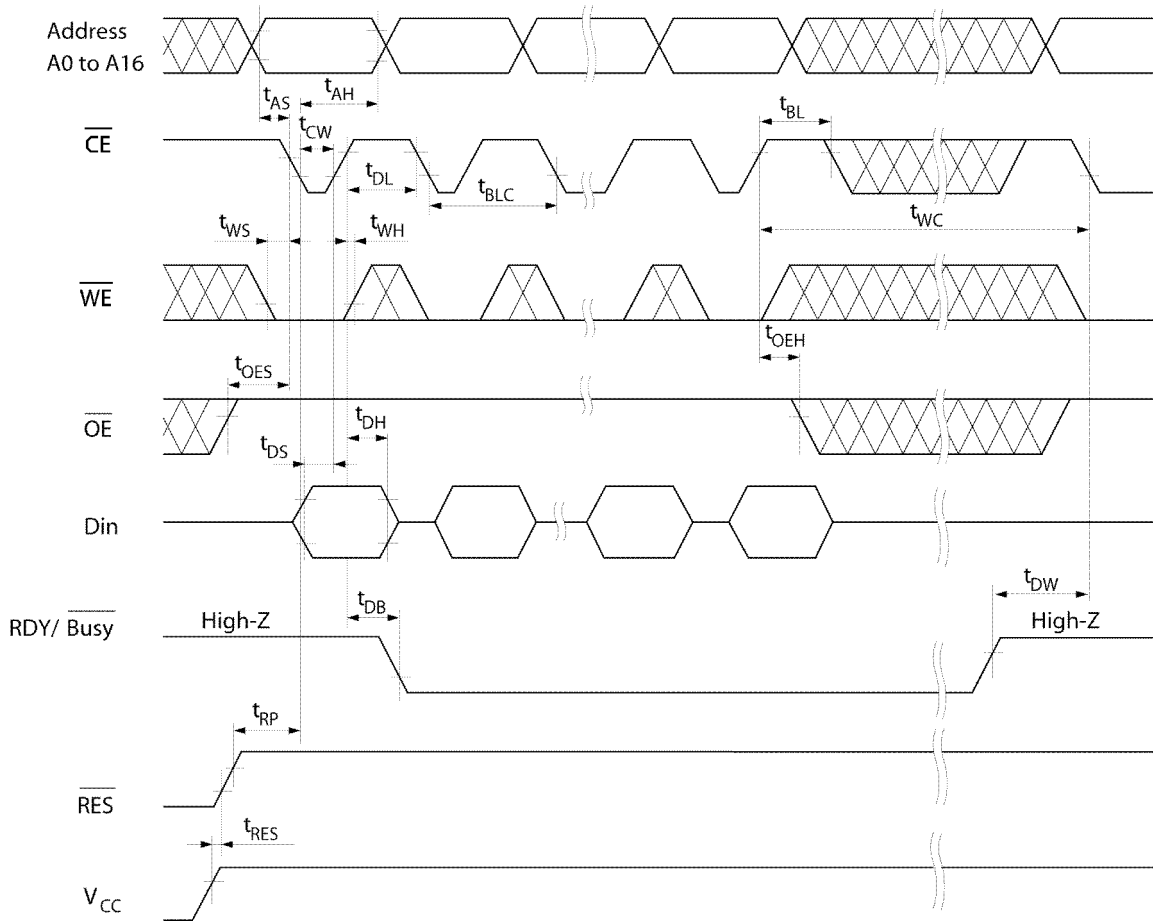 Address
A0 to A16
tAS
tAH
tCW
tBL
CE
tDL
tBLC
tWC
tWS
tWH
WE
tOES
tOEH
OE
tDH
tDS
Din
tDB
tDW
RDY/ Busy
High-Z
High-Z
tRP
RES
tRES
VCC